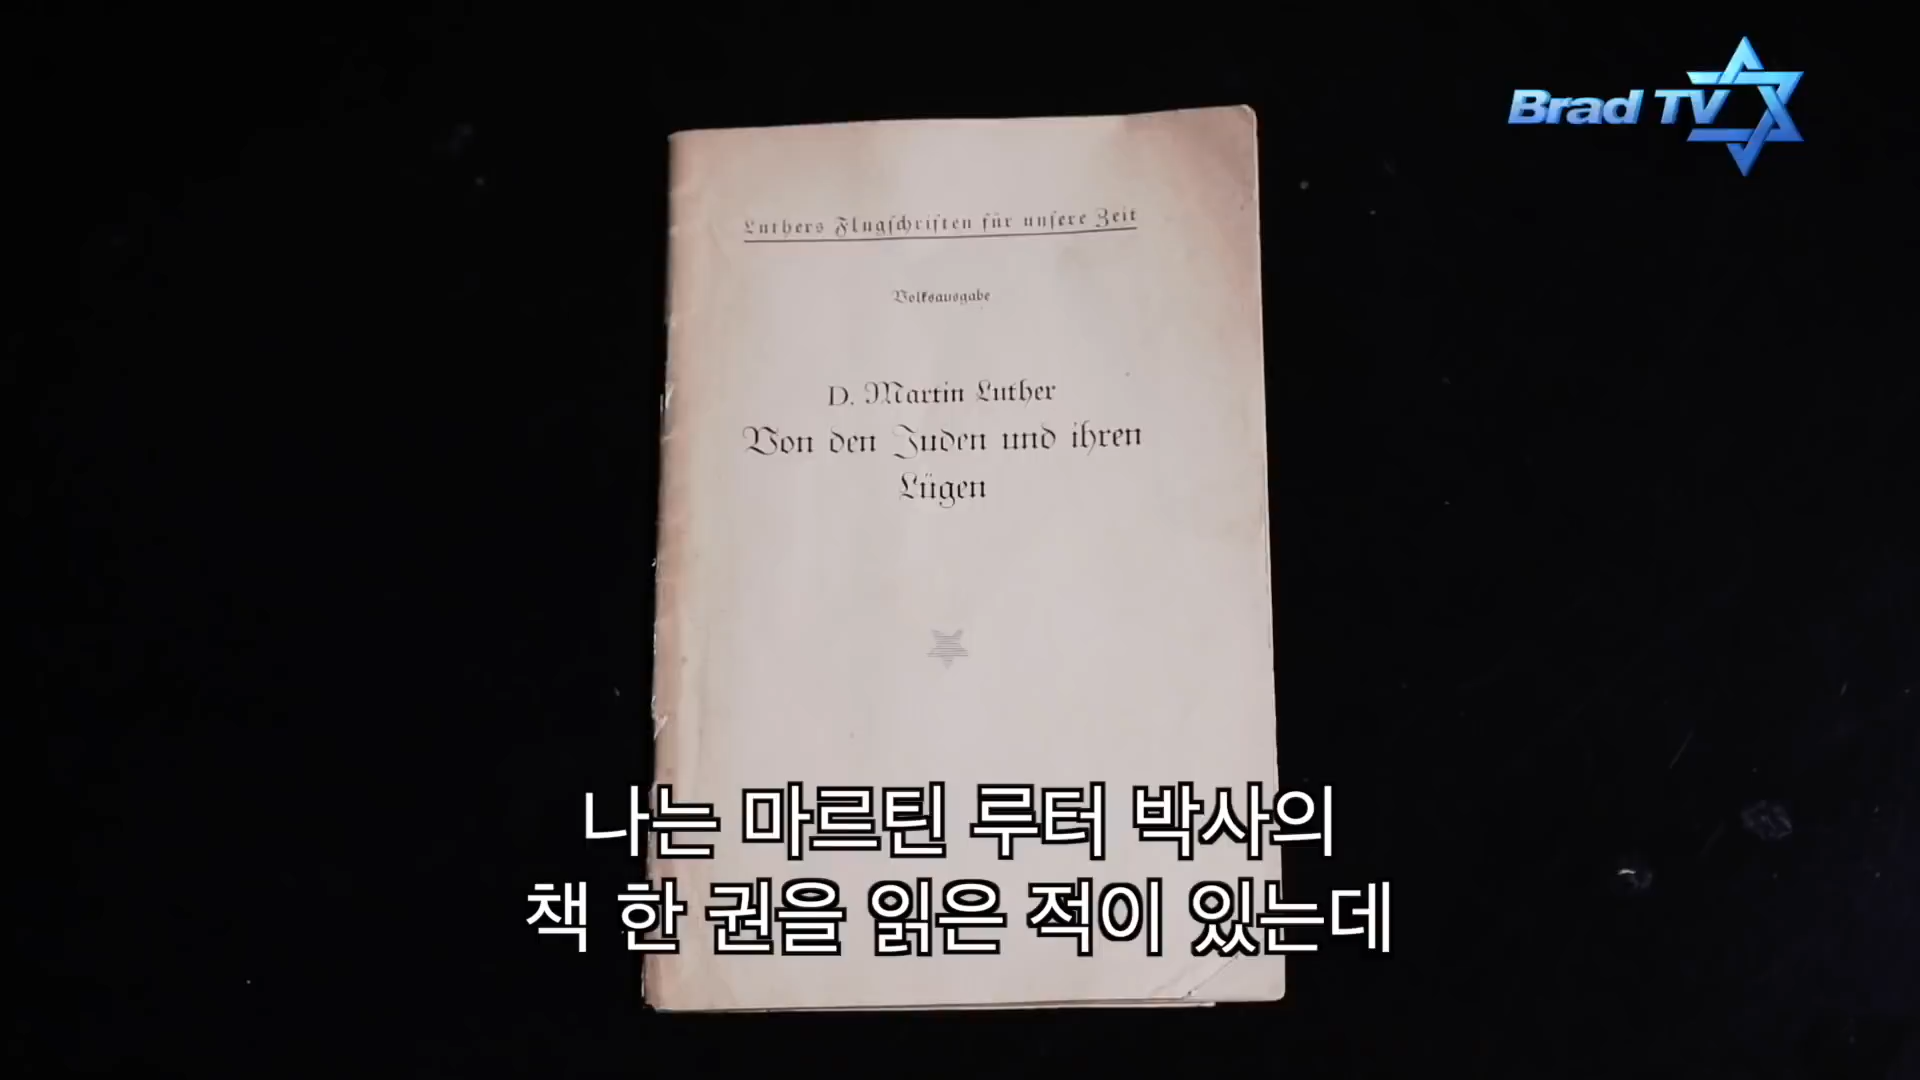 Brad TV
Luthers Flugschriften für unsere Zeit
Volksausgabe
D. Martin Luther
Von den Juden und ihren
Lügen
나는 마르틴 루터 박사의
책 한 권을 읽은 적이 있는데